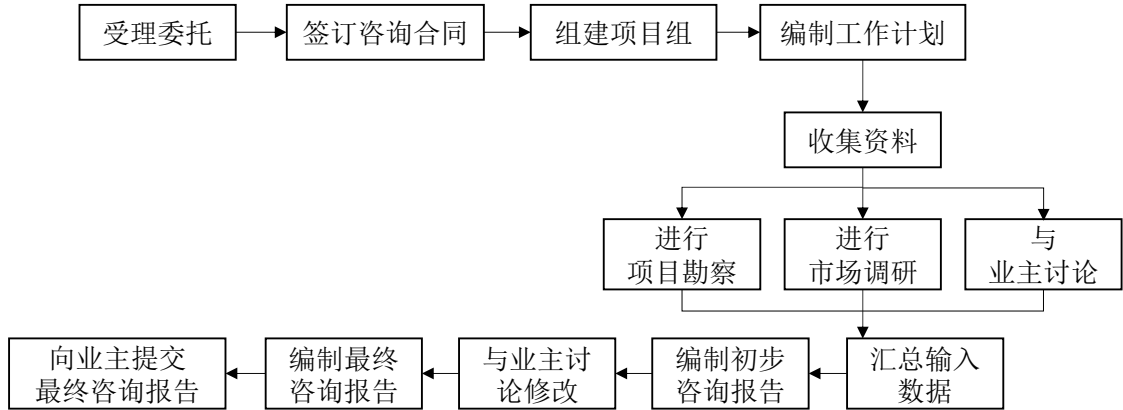 受理委托
签订咨询合同
组建项目组
编制工作计划
收集资料
进行
项目勘察
进行
市场调研
与
业主讨论
汇总输入
数据
编制初步
咨询报告
与业主讨
论修改
编制最终
咨询报告
向业主提交
最终咨询报告